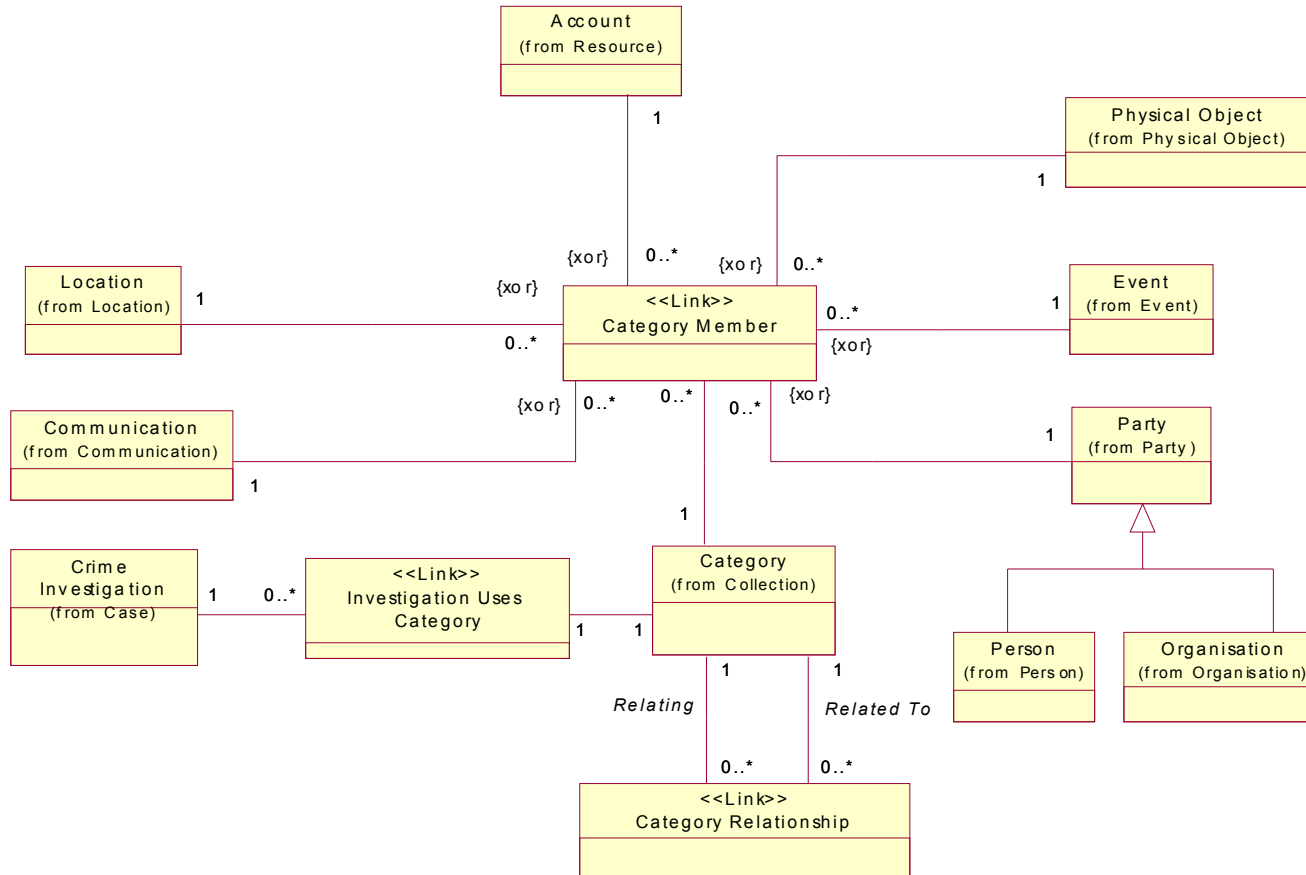 Account
(from Resource)
1
Physical Object
(from Physical Object)
1
{xor}
0..*
{xor}
0..*
Location
(from Location)
1
{xor}
0..*
<<Link>>
Category Member
0..*
{xor}
1
Event
(from Event)
{xor}
0..*
0..*
0..*
{xor}
Communication
(from Communication)
1
1
Party
(from Party)
1
Crime
Investigation
(from Case)
1
0..*
<<Link>>
Investigation Uses
Category
1
1
Category
(from Collection)
1
1
Relating
Related To
Person
(from Person)
Organisation
(from Organisation)
0..*
0..*
<<Link>>
Category Relationship